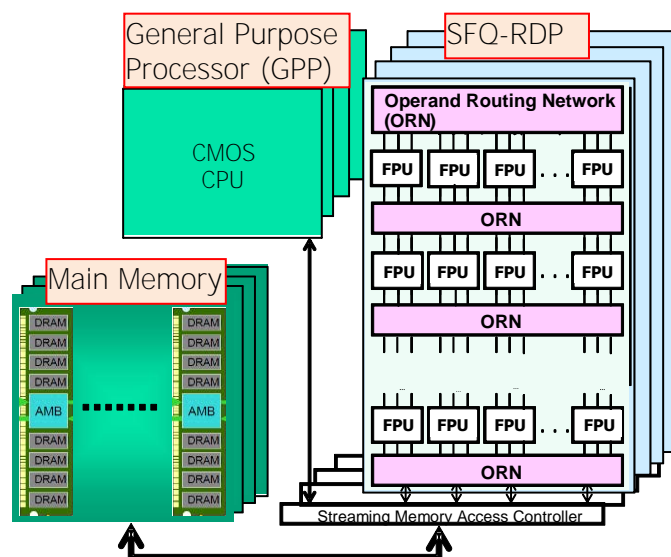 General Purpose
Processor (GPP)
SFQ-RDP
Operand Routing Network
(ORN)
CMOS
CPU
FPU FPU FPU . . . FPU
ORN
FPU FPU FPU . . . FPU
ORN
Main Memory
DRAM DRAM
DRAM DRAM
DRAM DRAM
DRAM DRAM
AMB ....... AMB
DRAM DRAM
DRAM DRAM
DRAM DRAM
DRAM DRAM
... ...
FPU FPU FPU . . . FPU
ORN
Streaming Memory Access Controller